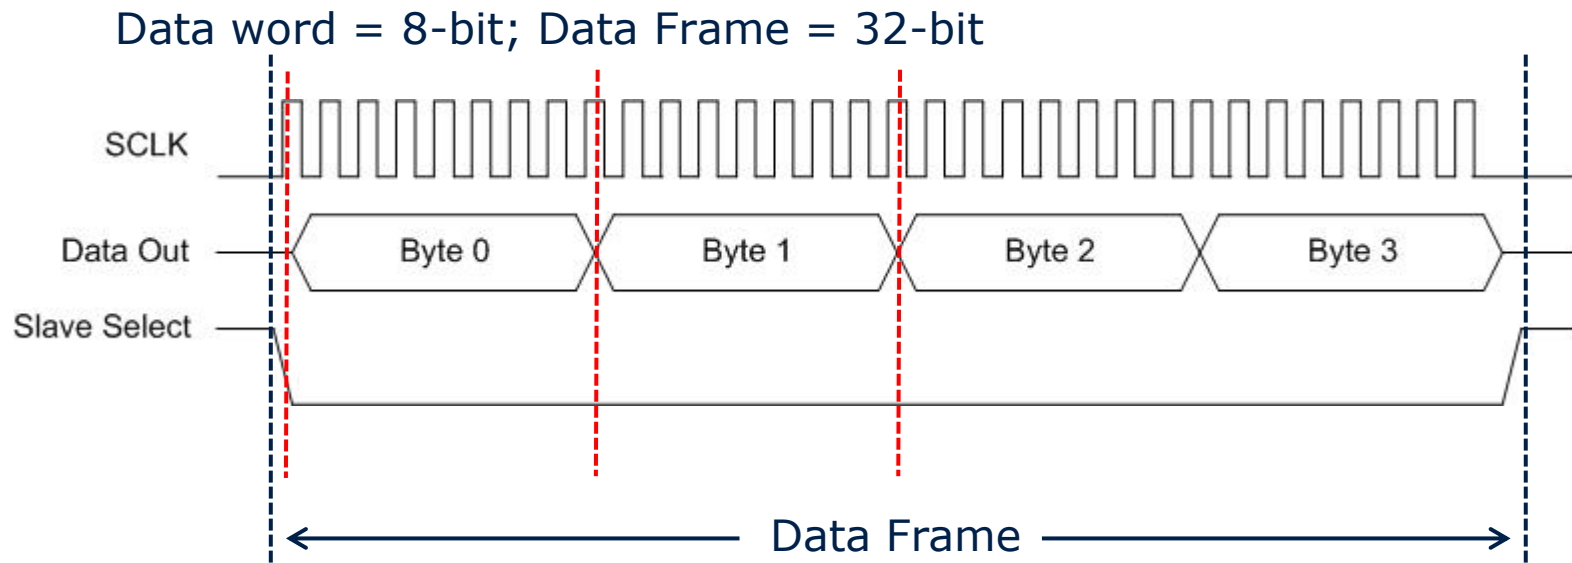 Data word = 8-bit; Data Frame = 32-bit
SCLK
Data Out
Byte 0
Byte 1
Byte 2
Byte 3
Slave Select
Data Frame